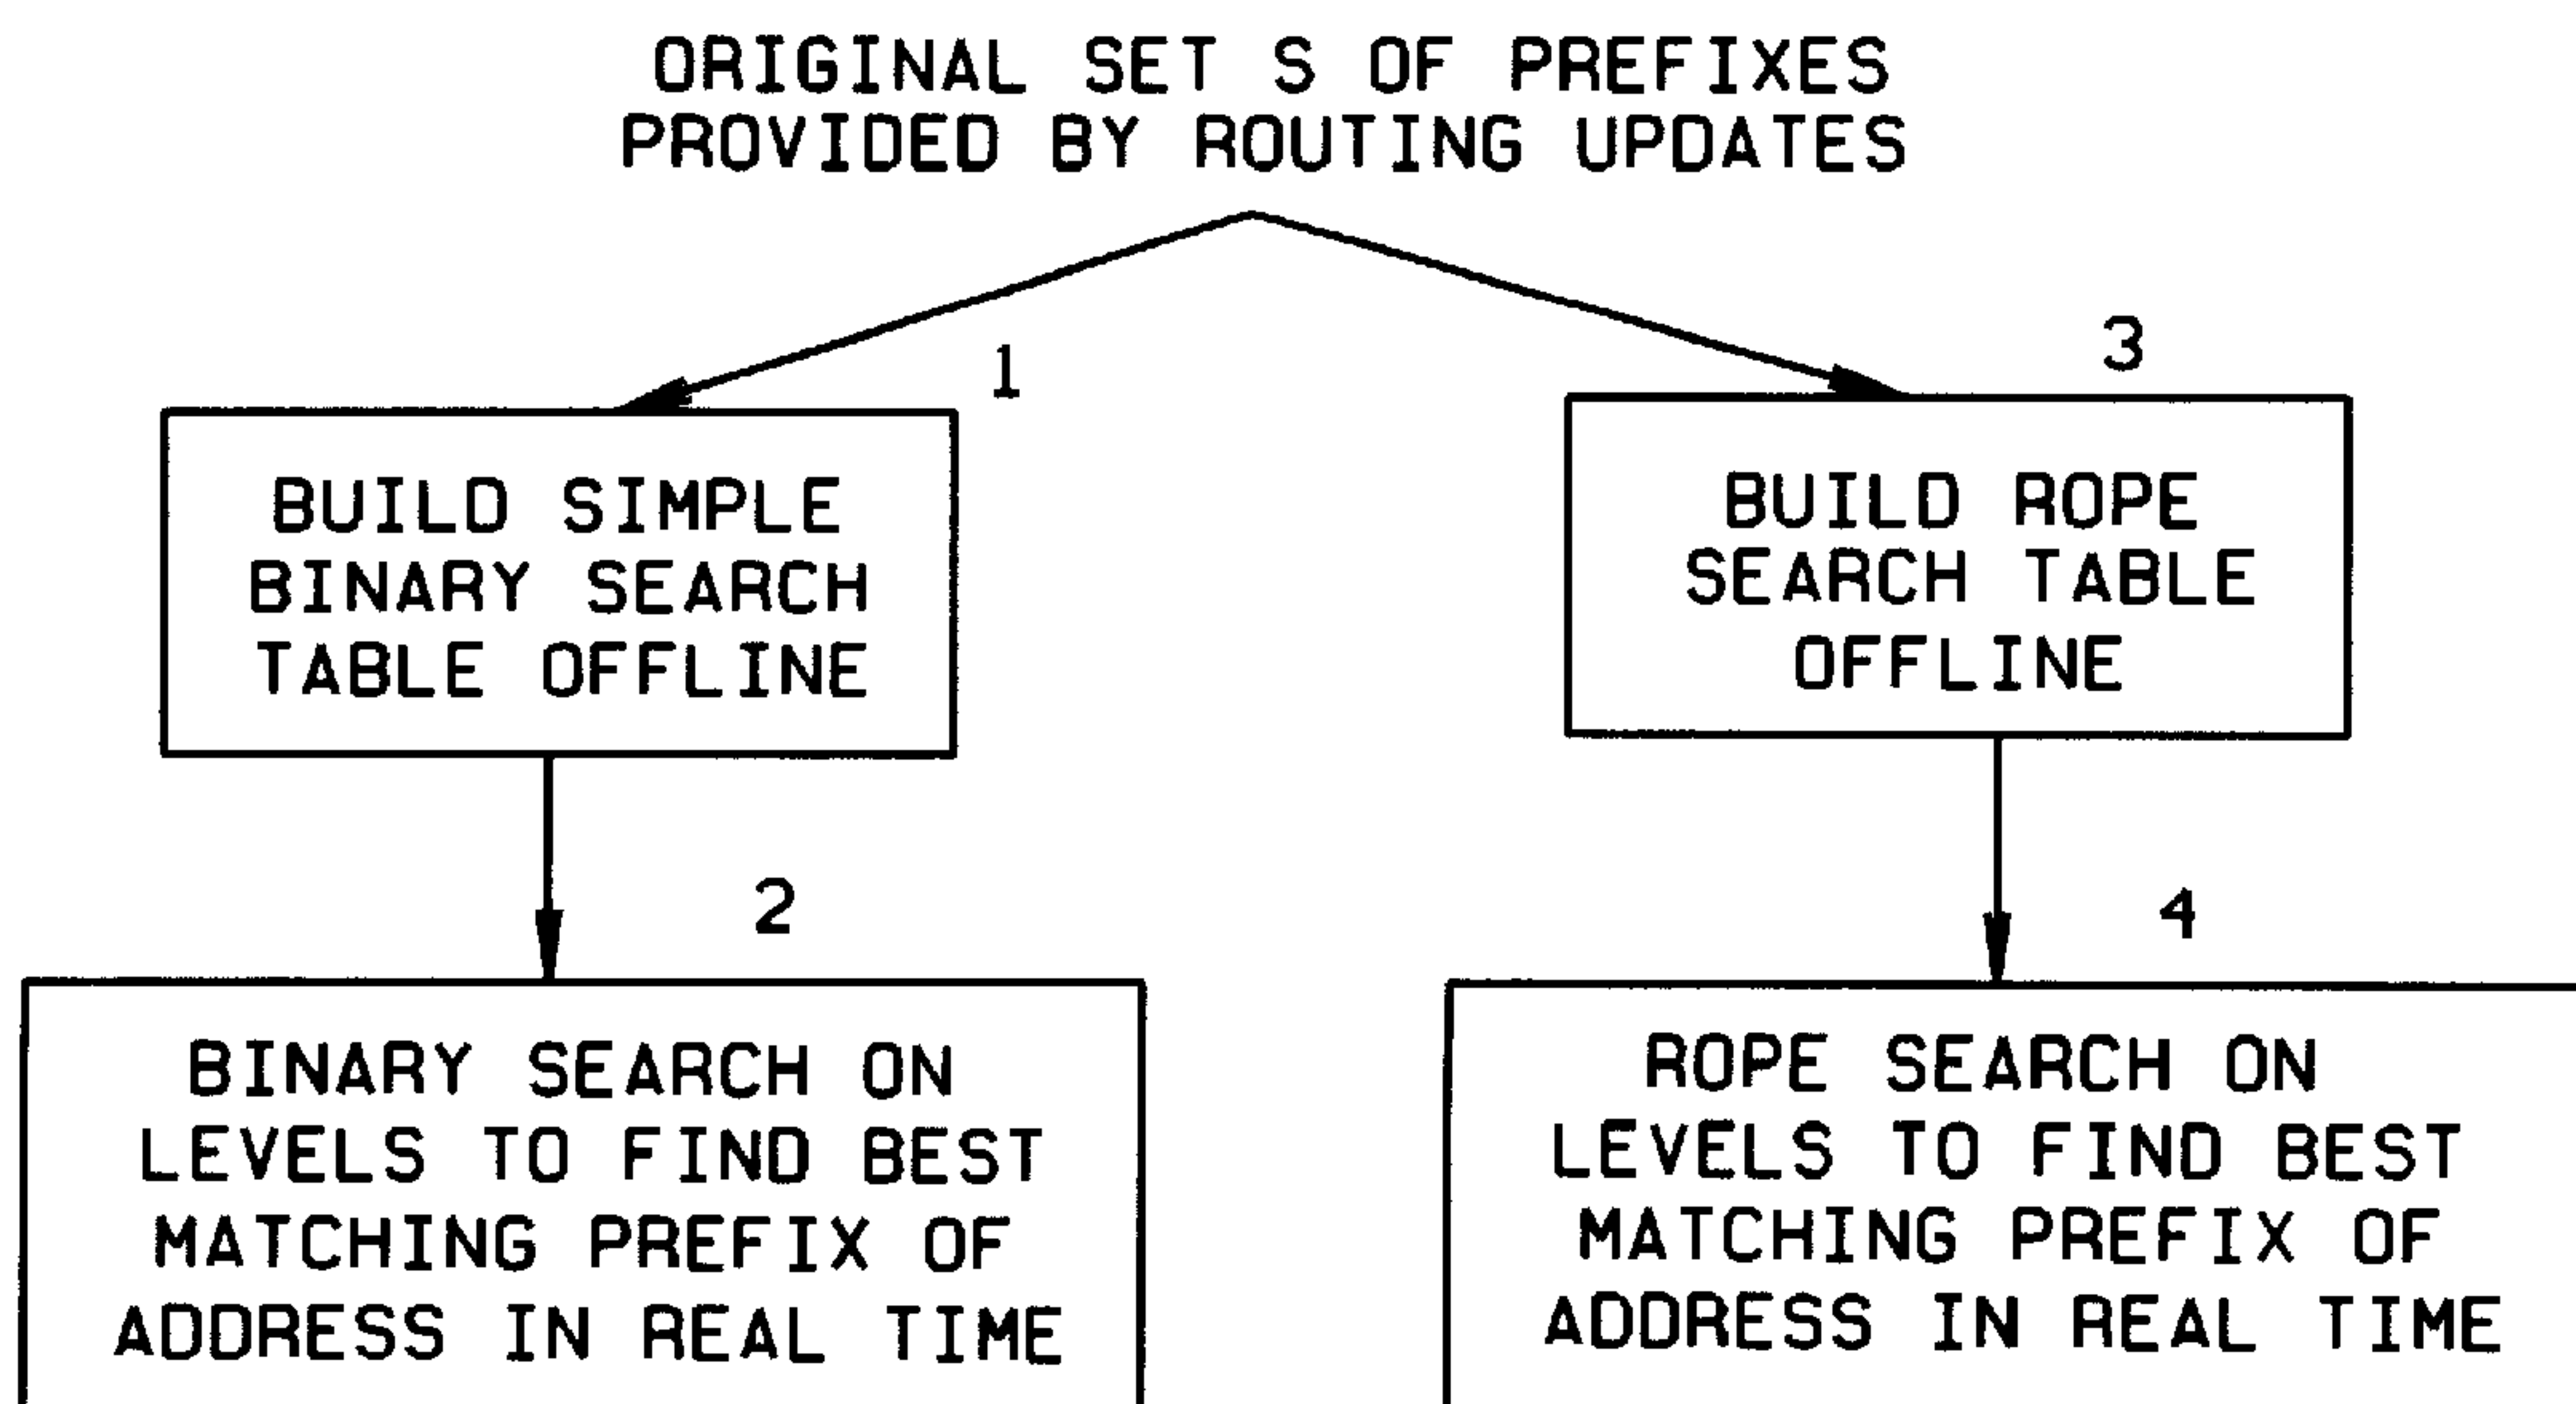 ORIGINAL SET S OF PREFIXES
PROVIDED BY ROUTING UPDATES
1
BUILD SIMPLE
BINARY SEARCH
TABLE OFFLINE
2
BINARY SEARCH ON
LEVELS TO FIND BEST
MATCHING PREFIX OF
ADDRESS IN REAL TIME
3
BUILD ROPE
SEARCH TABLE
OFFLINE
4
ROPE SEARCH ON
LEVELS TO FIND BEST
MATCHING PREFIX OF
ADDRESS IN REAL TIME